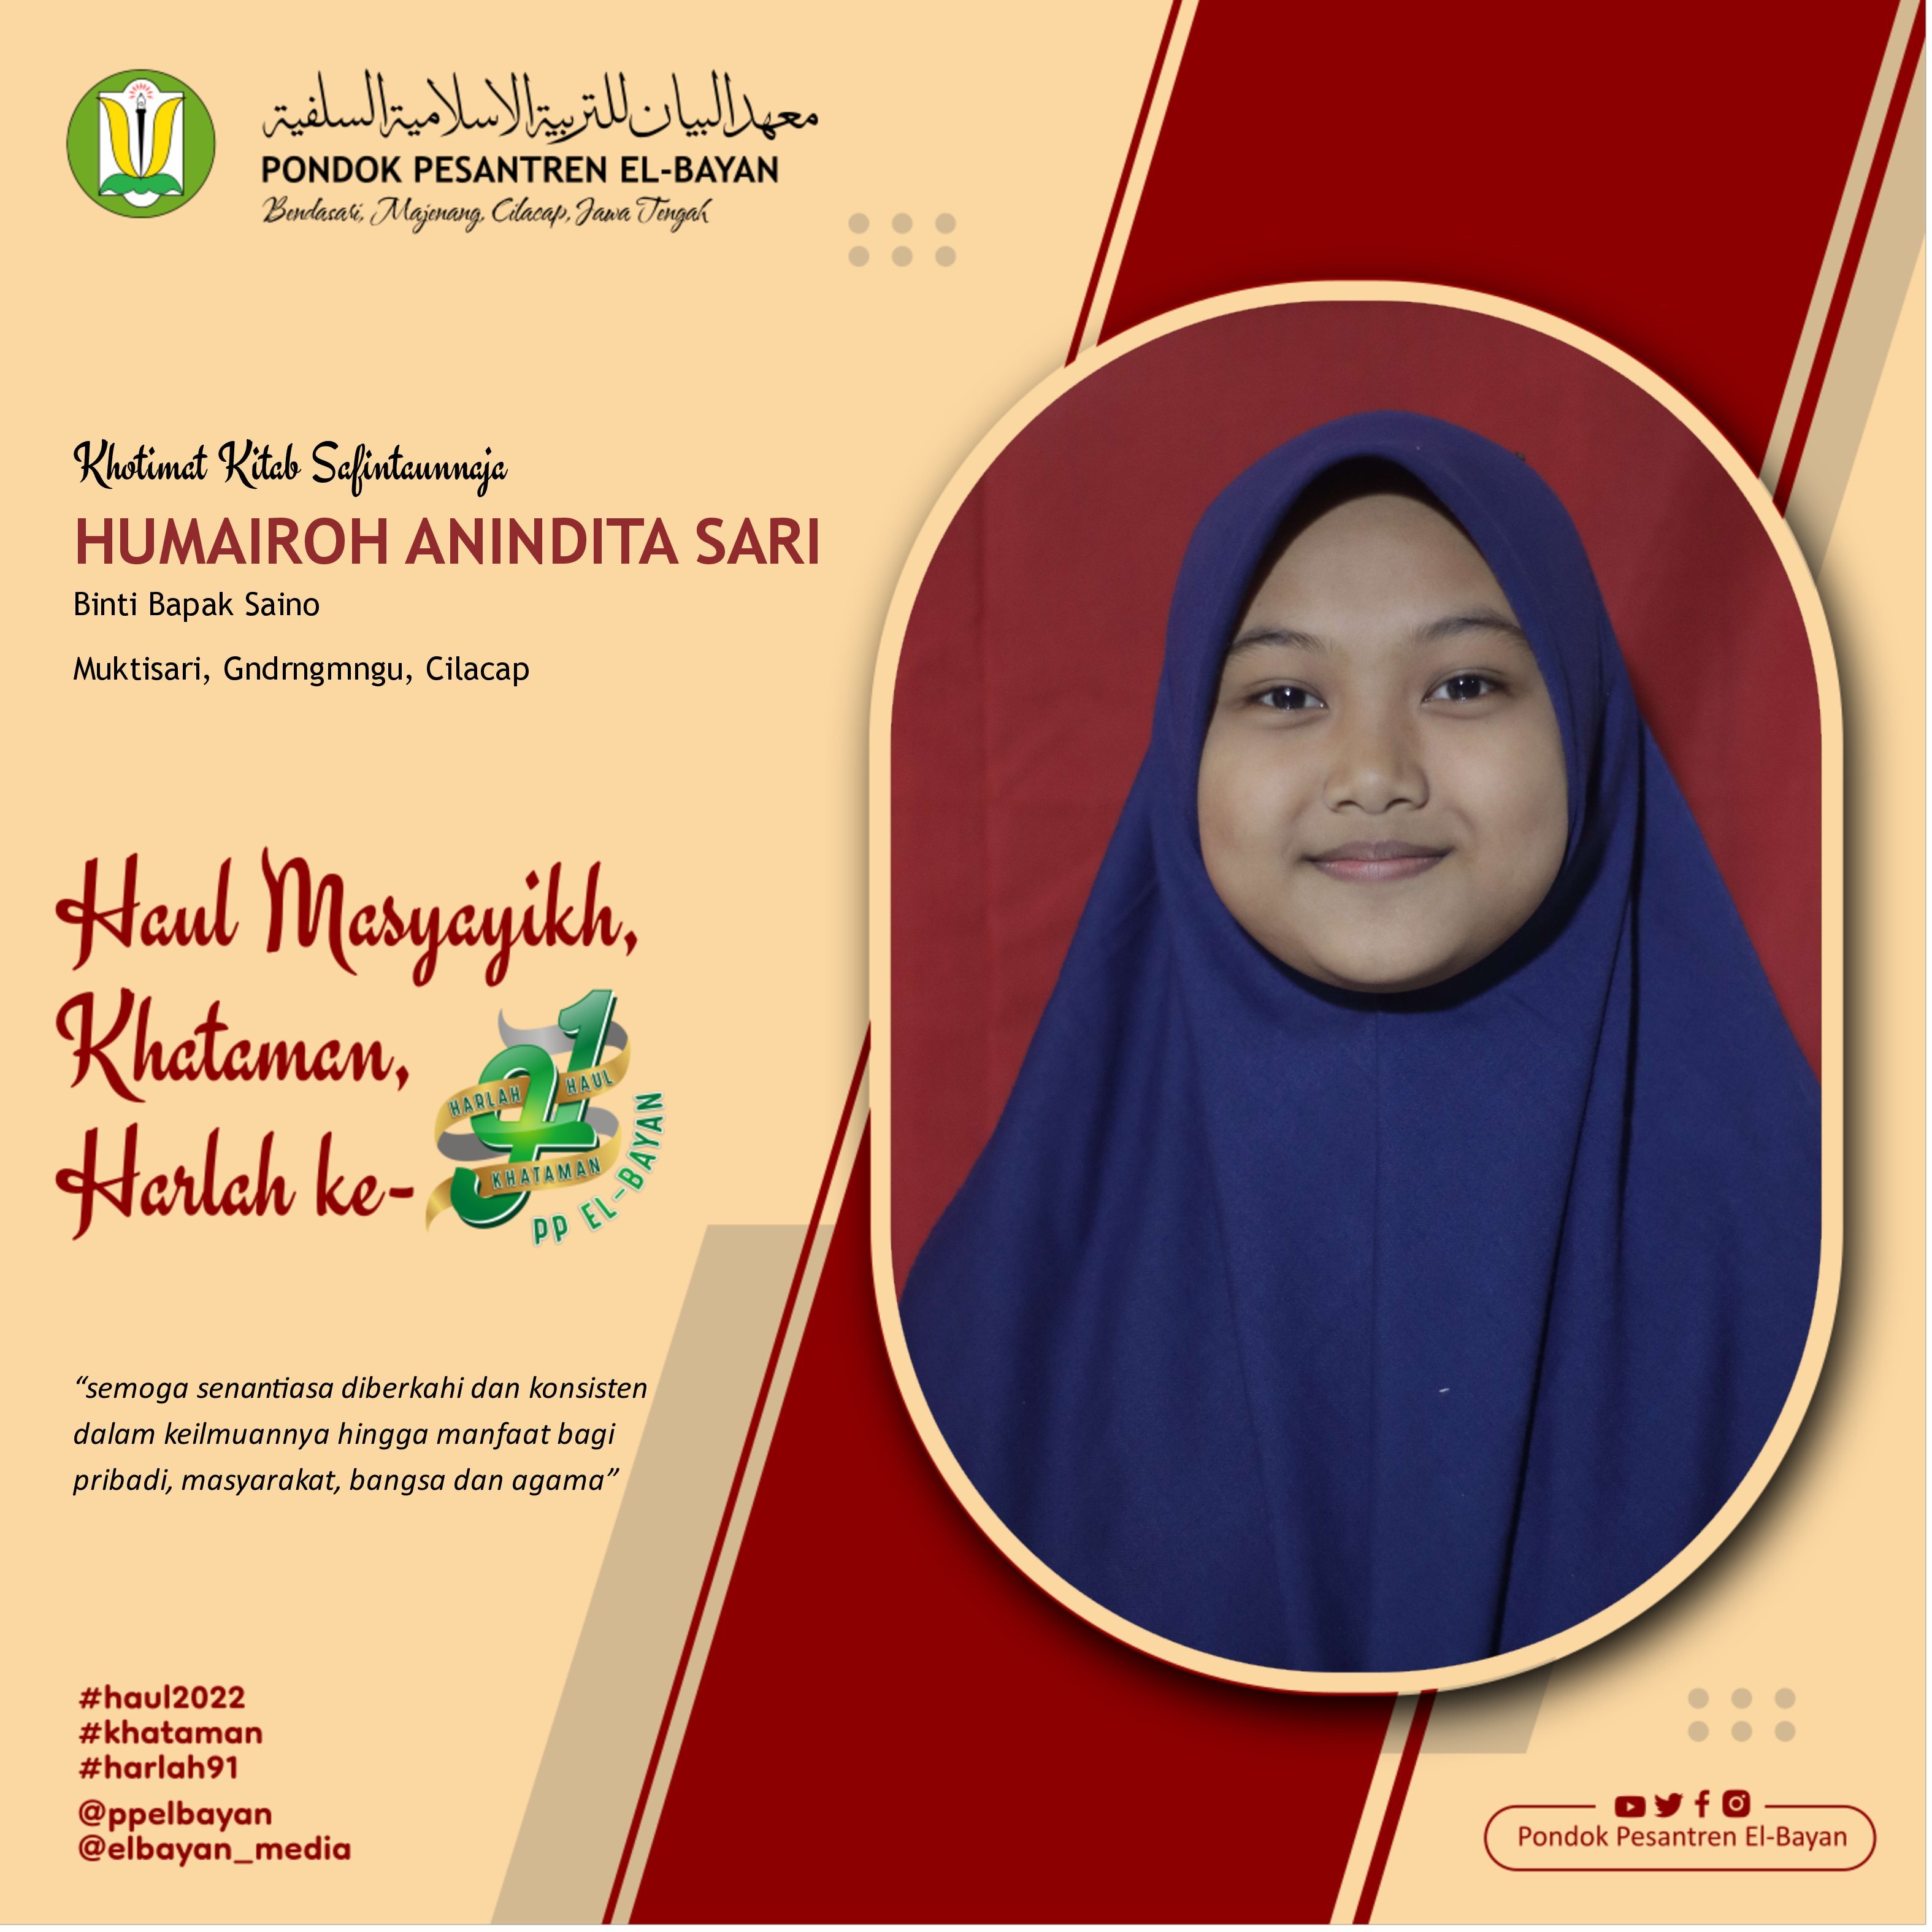 معهد البيان للتربية الاسلامية السلفية
PONDOK PESANTREN EL-BAYAN
Bendasari, Majenang, Cilacap, Jawa Tengah
Khotimat Kitab Safintaunnaja
HUMAIROH ANINDITA SARI
Binti Bapak Saino
Muktisari, Gndrngmngu, Cilacap
Haul Masyayikh,
Khataman,
Harlah ke-
91
HARLAH HAUL
KHATAMAN
PP EL-BAYAN
“semoga senantiasa diberkahi dan konsisten
dalam keilmuannya hingga manfaat bagi
pribadi, masyarakat, bangsa dan agama”
#haul2022
#khataman
#harlah91
@ppelbayan
@elbayan_media
Pondok Pesantren El-Bayan